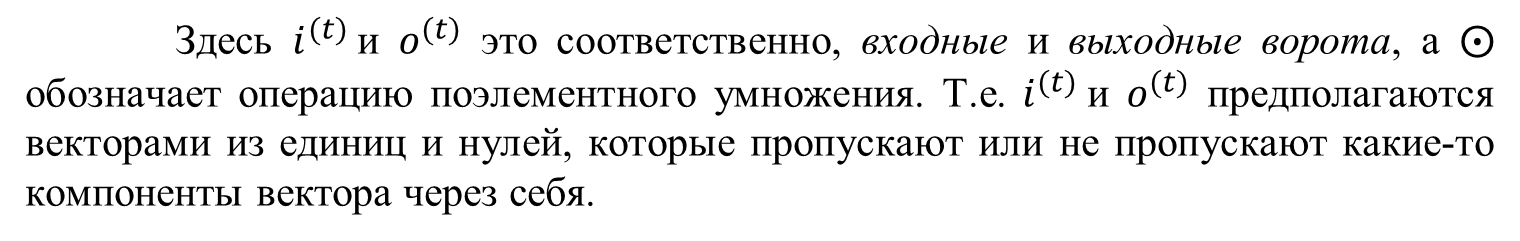 Здесь i⁽ᵗ⁾ и o⁽ᵗ⁾ это соответственно, входные и выходные ворота, а ⊙
обозначает операцию поэлементного умножения. Т.е. i⁽ᵗ⁾ и o⁽ᵗ⁾ предполагаются
векторами из единиц и нулей, которые пропускают или не пропускают какие-то
компоненты вектора через себя.